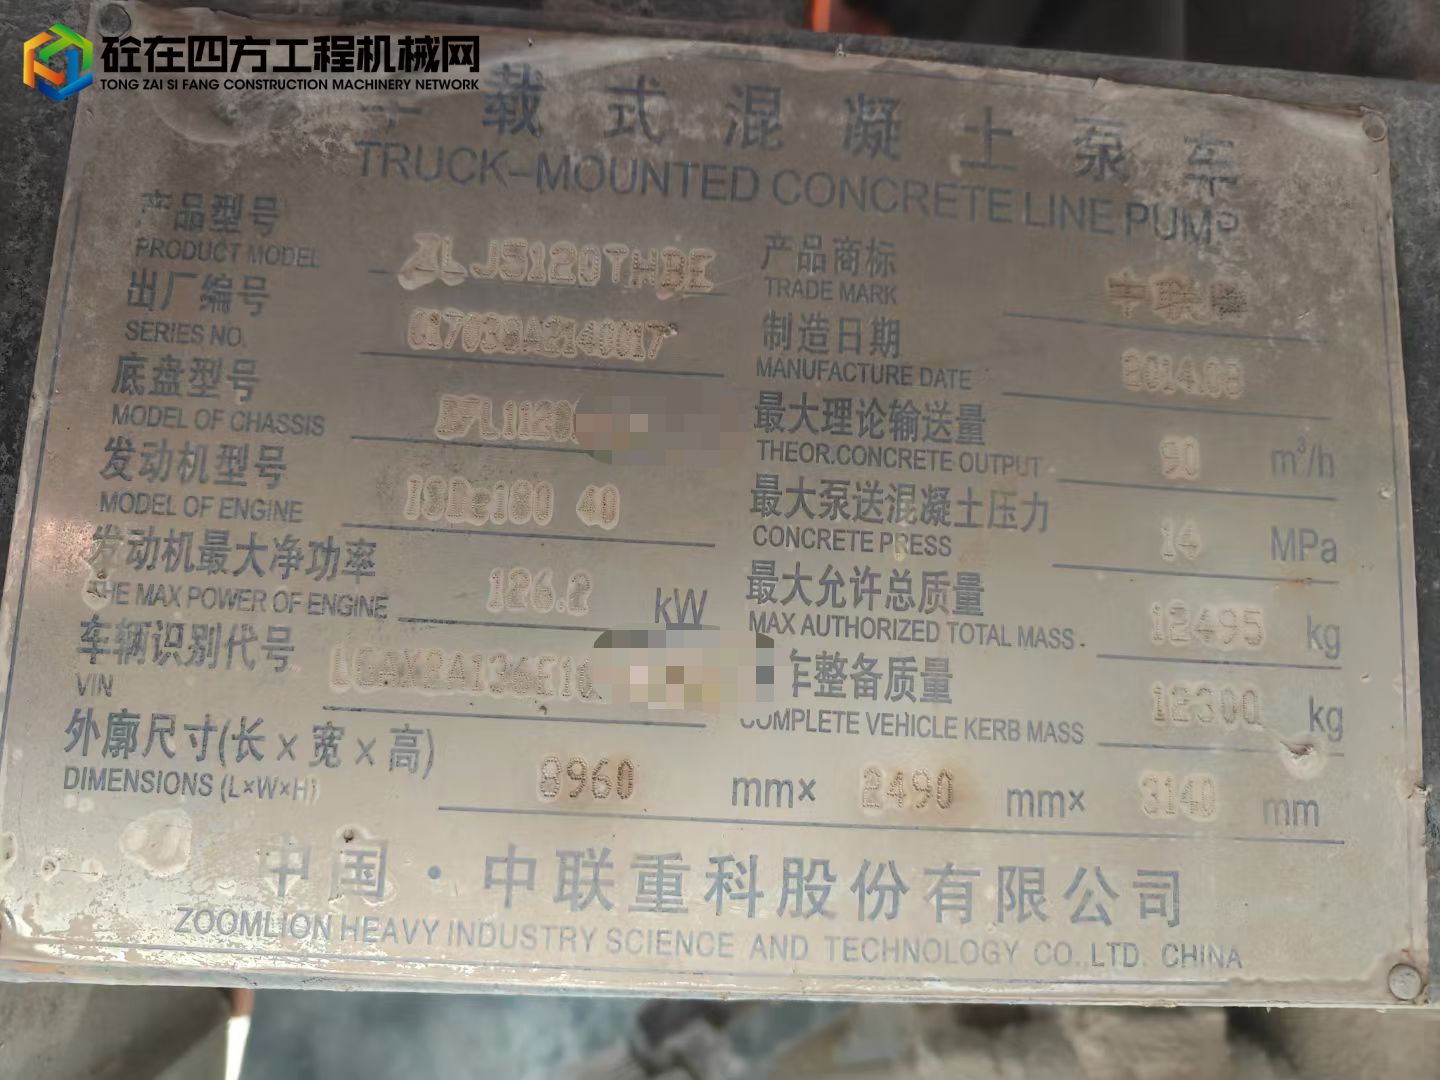 砼在四方工程机械网
TONG ZAI SI FANG CONSTRUCTION MACHINERY NETWORK
车载式混凝土泵车
TRUCK-MOUNTED CONCRETE LINE PUMP
产品型号 ZLJ5120THBE 产品商标 中联牌
PRODUCT MODEL TRADE MARK
出厂编号 017039A2140017 制造日期 2014.08
SERIES NO. MANUFACTURE DATE
底盘型号 DFL1120 最大理论输送量 90 m³/h
MODEL OF CHASSIS THEOR.CONCRETE OUTPUT
发动机型号 ISDe180 40 最大泵送混凝土压力 14 MPa
MODEL OF ENGINE CONCRETE PRESS
发动机最大净功率 126.2 kW 最大允许总质量 12495 kg
THE MAX POWER OF ENGINE MAX AUTHORIZED TOTAL MASS
车辆识别代号 LGAX2A136E10 车整备质量 12300 kg
VIN COMPLETE VEHICLE KERB MASS
外廓尺寸(长×宽×高) 8960 mm× 2490 mm× 3140 mm
DIMENSIONS (L×W×H)
中国·中联重科股份有限公司
ZOOMLION HEAVY INDUSTRY SCIENCE AND TECHNOLOGY CO.,LTD. CHINA